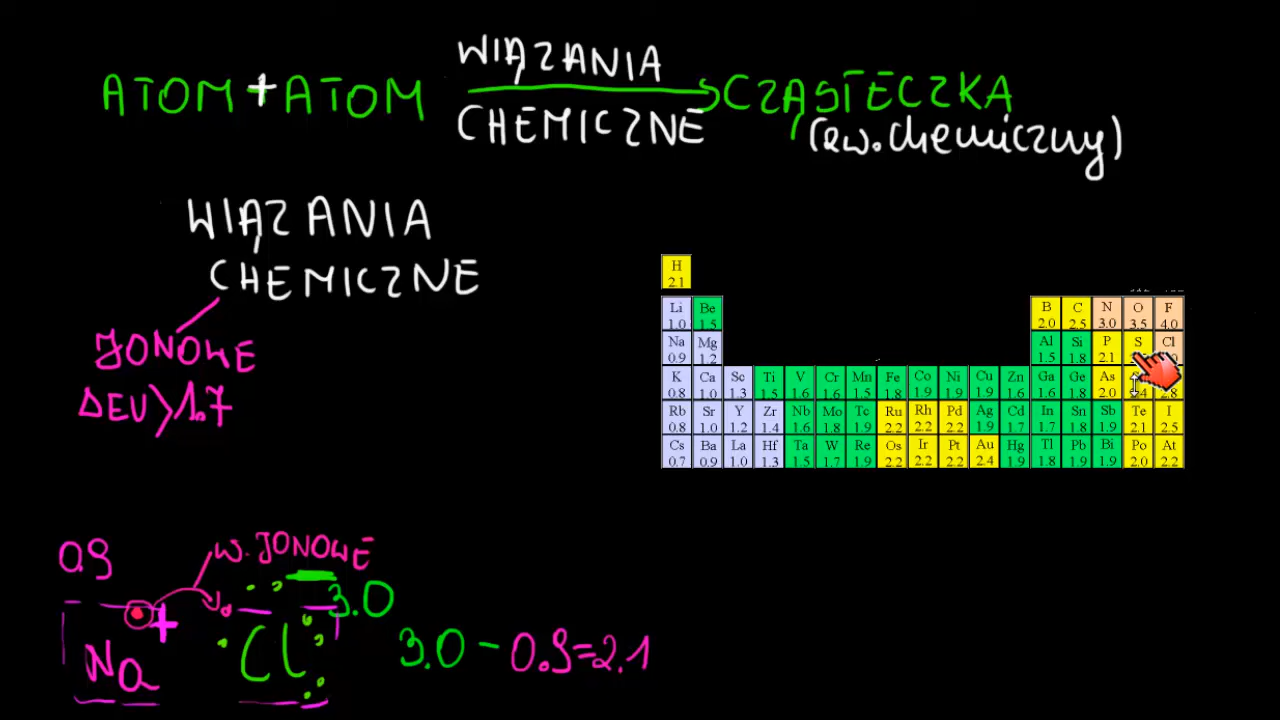 WIĄZANIA
ATOM + ATOM CZĄSTECZKA
CHEMICZNE (zw. chemiczny)
WIĄZANIA
CHEMICZNE
JONOWE
ΔEU>1.7
H
2.1
Li Be B C N O F
1.0 1.5 2.0 2.5 3.0 3.5 4.0
Na Mg Al Si P S Cl
0.9 1.2 1.5 1.8 2.1
K Ca Sc Ti V Cr Mn Fe Co Ni Cu Zn Ga Ge As
0.8 1.0 1.3 1.5 1.6 1.6 1.5 1.8 1.9 1.9 1.9 1.6 1.6 1.8 2.0 2.8
Rb Sr Y Zr Nb Mo Tc Ru Rh Pd Ag Cd In Sn Sb Te I
0.8 1.0 1.2 1.4 1.6 1.8 1.9 2.2 2.2 2.2 1.9 1.7 1.7 1.8 1.9 2.1 2.5
Cs Ba La Hf Ta W Re Os Ir Pt Au Hg Tl Pb Bi Po At
0.7 0.9 1.0 1.3 1.5 1.7 1.9 2.2 2.2 2.2 2.4 1.9 1.8 1.9 1.9 2.0 2.2
0.9 w. JONOWE
3.0
Na + Cl 3.0 - 0.9 = 2.1